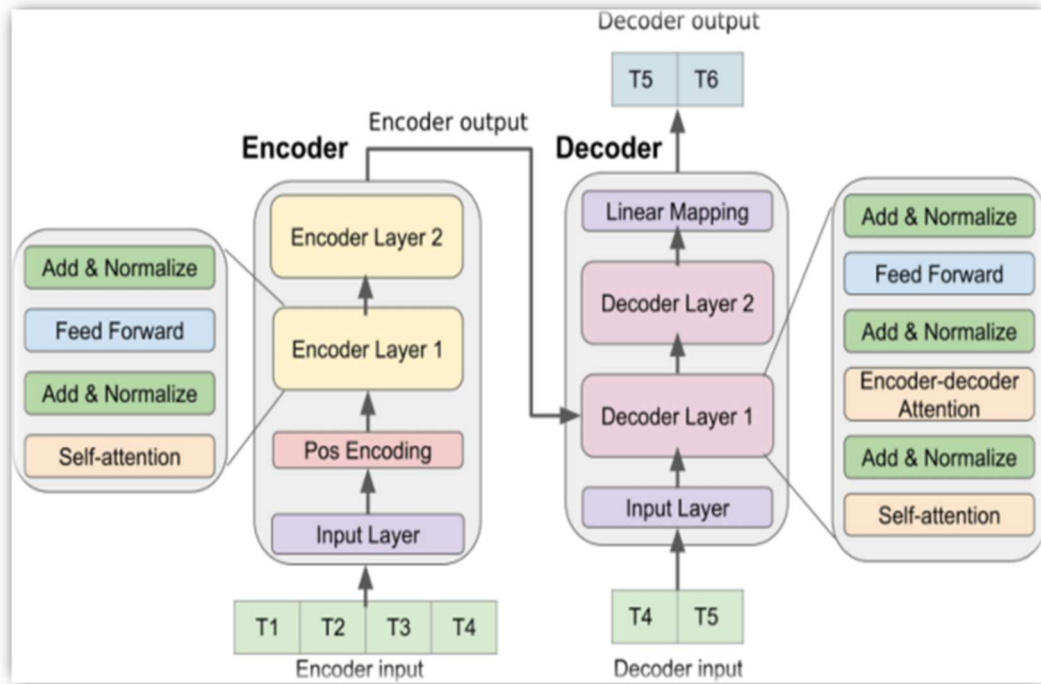 Decoder output
T5 T6
Encoder output
Encoder
Decoder
Encoder Layer 2
Encoder Layer 1
Pos Encoding
Input Layer
T1 T2 T3 T4
Encoder input
Add & Normalize
Feed Forward
Add & Normalize
Self-attention
Linear Mapping
Decoder Layer 2
Decoder Layer 1
Input Layer
T4 T5
Decoder input
Add & Normalize
Feed Forward
Add & Normalize
Encoder-decoder
Attention
Add & Normalize
Self-attention